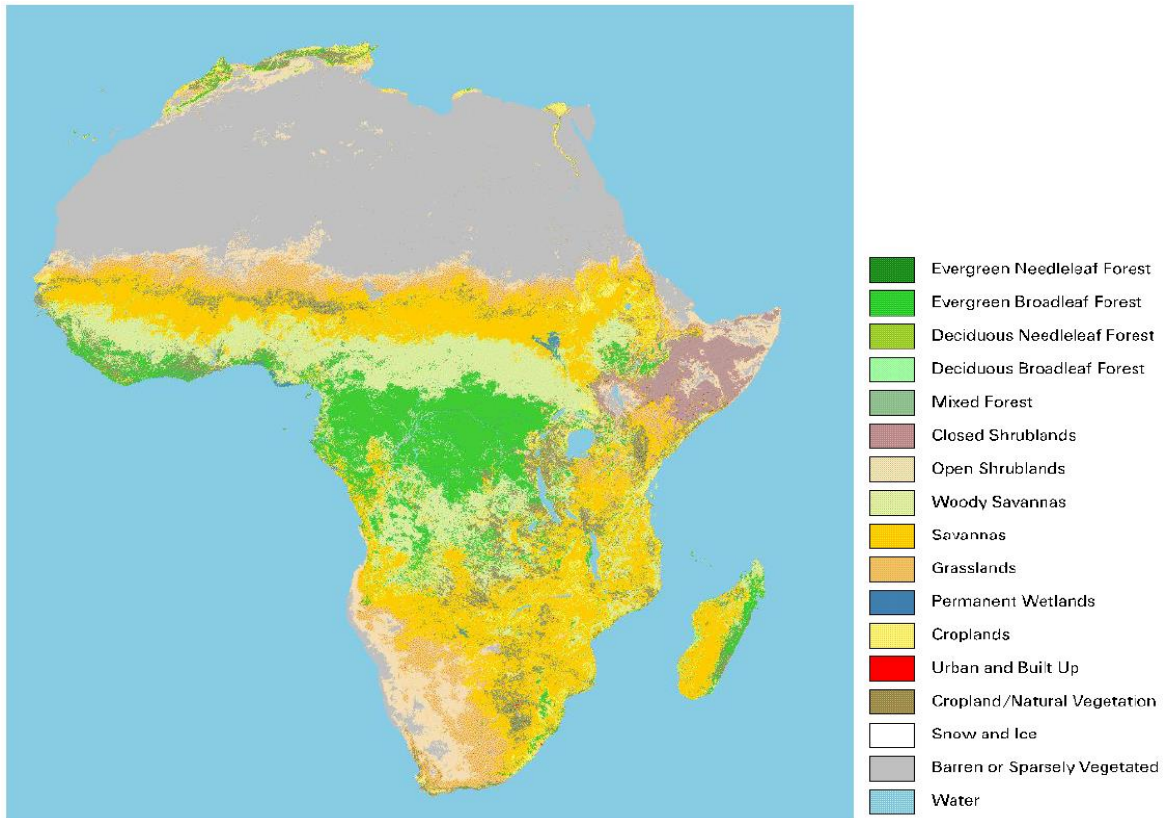 Evergreen Needleleaf Forest
Evergreen Broadleaf Forest
Deciduous Needleleaf Forest
Deciduous Broadleaf Forest
Mixed Forest
Closed Shrublands
Open Shrublands
Woody Savannas
Savannas
Grasslands
Permanent Wetlands
Croplands
Urban and Built Up
Cropland/Natural Vegetation
Snow and Ice
Barren or Sparsely Vegetated
Water